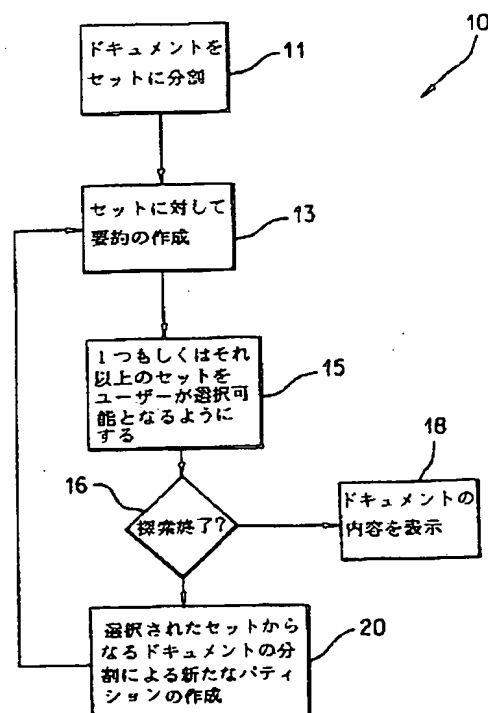 10
ドキュメントを
セットに分割
11
セットに対して
要約の作成
13
1つもしくはそれ
以上のセットを
ユーザーが選択可
能となるように
する
15
16
探索終了?
18
ドキュメントの
内容を表示
選択されたセットから
なるドキュメントの分
割による新たなパティ
ションの作成
20